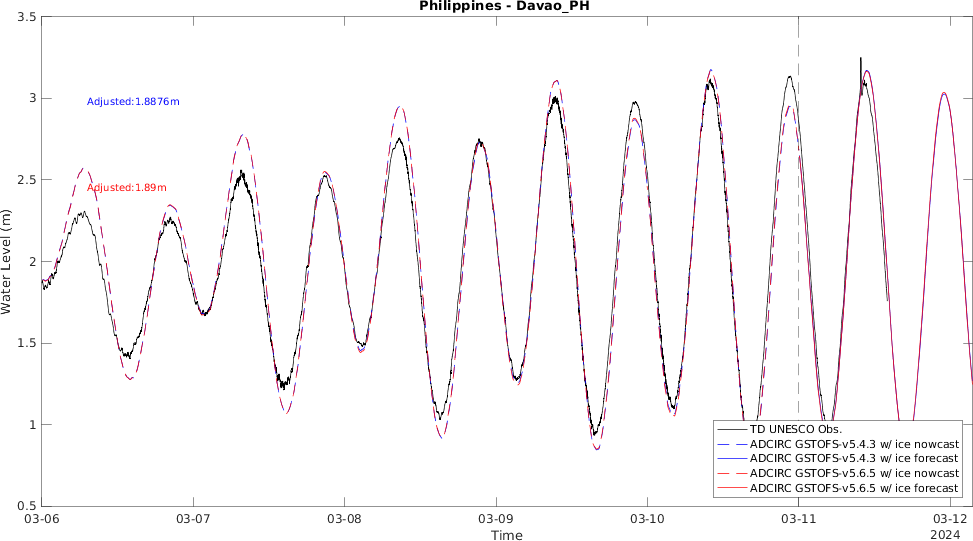 Philippines - Davao_PH
3.5
3
2.5
2
1.5
1
0.5
Water Level (m)
Adjusted:1.8876m
Adjusted:1.89m
TD UNESCO Obs.
ADCIRC GSTOFS-v5.4.3 w/ ice nowcast
ADCIRC GSTOFS-v5.4.3 w/ ice forecast
ADCIRC GSTOFS-v5.6.5 w/ ice nowcast
ADCIRC GSTOFS-v5.6.5 w/ ice forecast
03-06 03-07 03-08 03-09 03-10 03-11 03-12
Time
2024